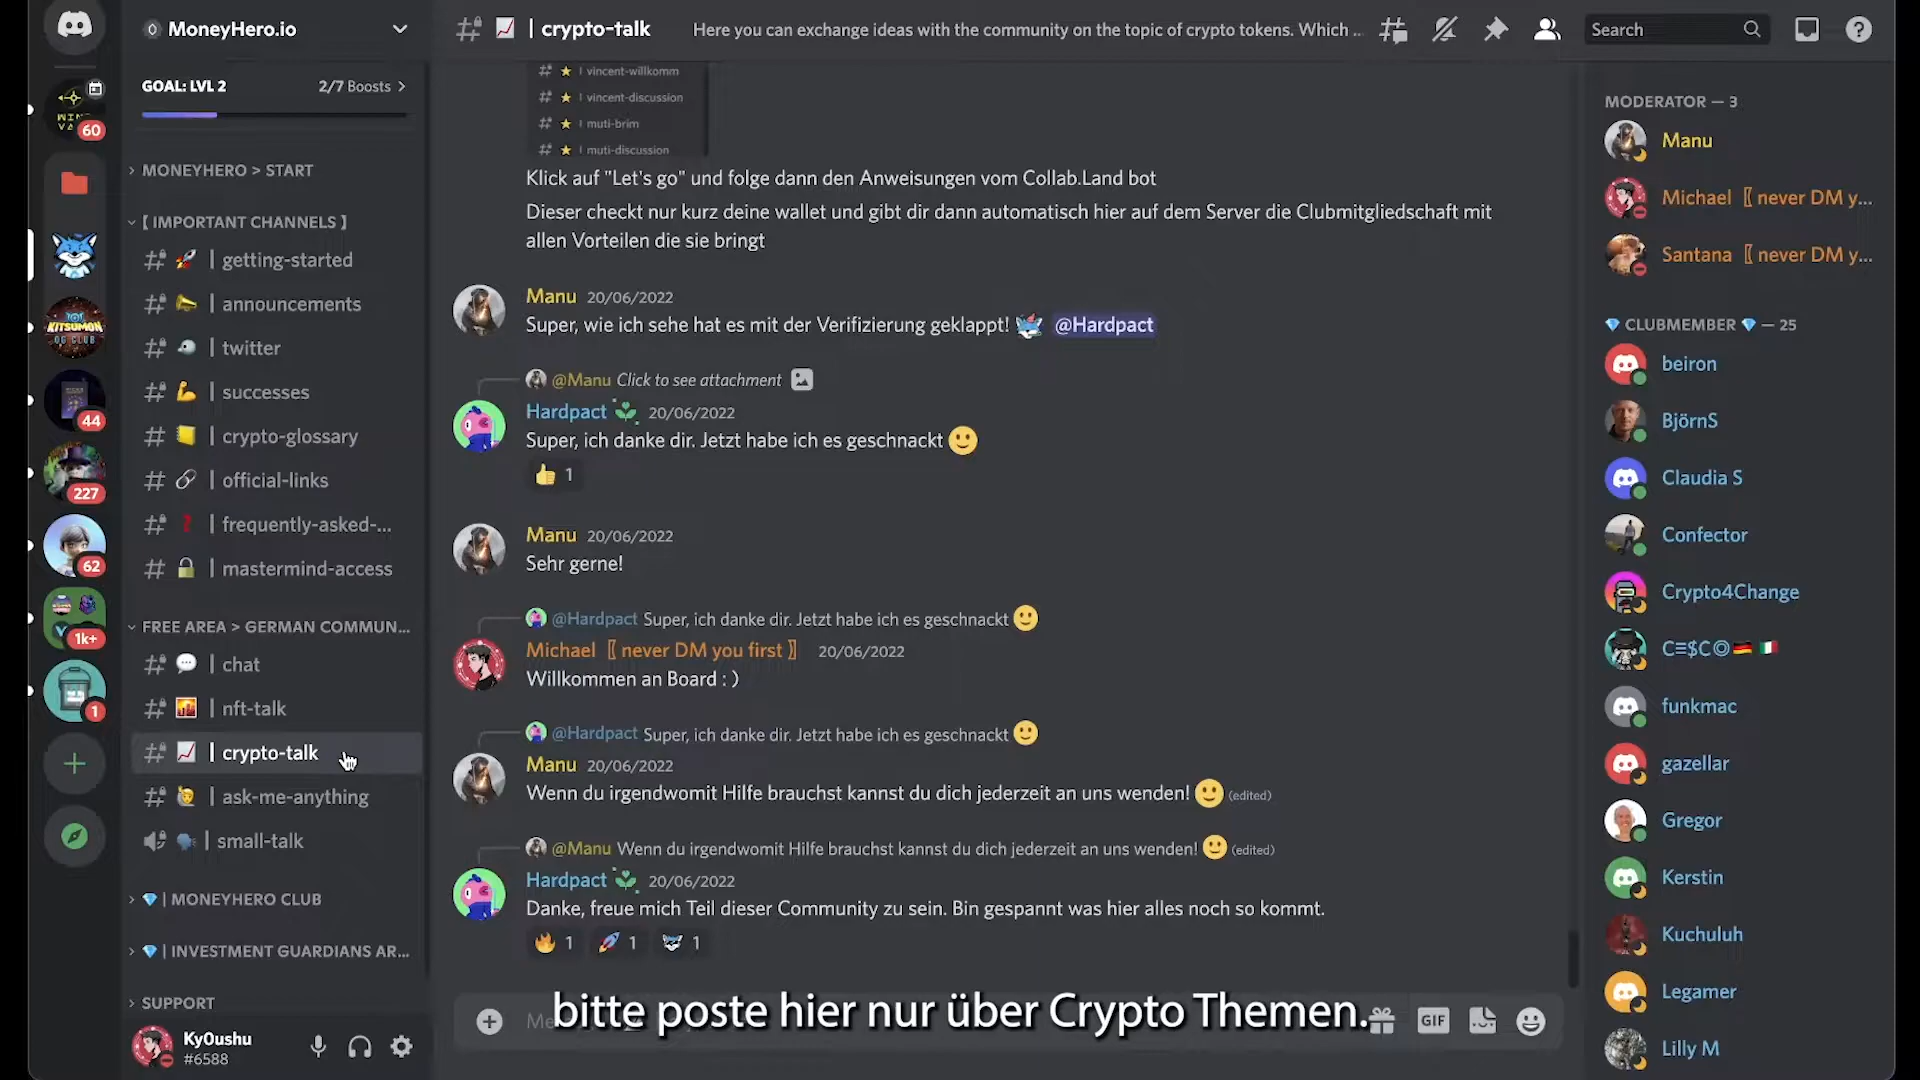 MoneyHero.io
GOAL: LVL 2
2/7 Boosts
MONEYHERO > START
【 IMPORTANT CHANNELS 】
| getting-started
| announcements
| twitter
| successes
| crypto-glossary
| official-links
| frequently-asked-...
| mastermind-access
FREE AREA > GERMAN COMMUN...
| chat
| nft-talk
| crypto-talk
| ask-me-anything
| small-talk
| MONEYHERO CLUB
| INVESTMENT GUARDIANS AR...
SUPPORT
KyOushu
#6588
60
44
227
62
1k+
1
KITSUMON
OG CLUB
| crypto-talk
Here you can exchange ideas with the community on the topic of crypto tokens. Which ...
Search
| vincent-willkomm
| vincent-discussion
| muti-brim
| muti-discussion
Klick auf "Let's go" und folge dann den Anweisungen vom Collab.Land bot
Dieser checkt nur kurz deine wallet und gibt dir dann automatisch hier auf dem Server die Clubmitgliedschaft mit
allen Vorteilen die sie bringt
Manu 20/06/2022
Super, wie ich sehe hat es mit der Verifizierung geklappt! @Hardpact
@Manu Click to see attachment
Hardpact 20/06/2022
Super, ich danke dir. Jetzt habe ich es geschnackt
1
Manu 20/06/2022
Sehr gerne!
@Hardpact Super, ich danke dir. Jetzt habe ich es geschnackt
Michael 〖 never DM you first 〗 20/06/2022
Willkommen an Board : )
@Hardpact Super, ich danke dir. Jetzt habe ich es geschnackt
Manu 20/06/2022
Wenn du irgendwomit Hilfe brauchst kannst du dich jederzeit an uns wenden! (edited)
@Manu Wenn du irgendwomit Hilfe brauchst kannst du dich jederzeit an uns wenden! (edited)
Hardpact 20/06/2022
Danke, freue mich Teil dieser Community zu sein. Bin gespannt was hier alles noch so kommt.
1 1 1
bitte poste hier nur über Crypto Themen.
GIF
MODERATOR — 3
Manu
Michael 〖 never DM y...
Santana 〖 never DM y...
CLUBMEMBER — 25
beiron
BjörnS
Claudia S
Confector
Crypto4Change
C≡$C◎
funkmac
gazellar
Gregor
Kerstin
Kuchuluh
Legamer
Lilly M